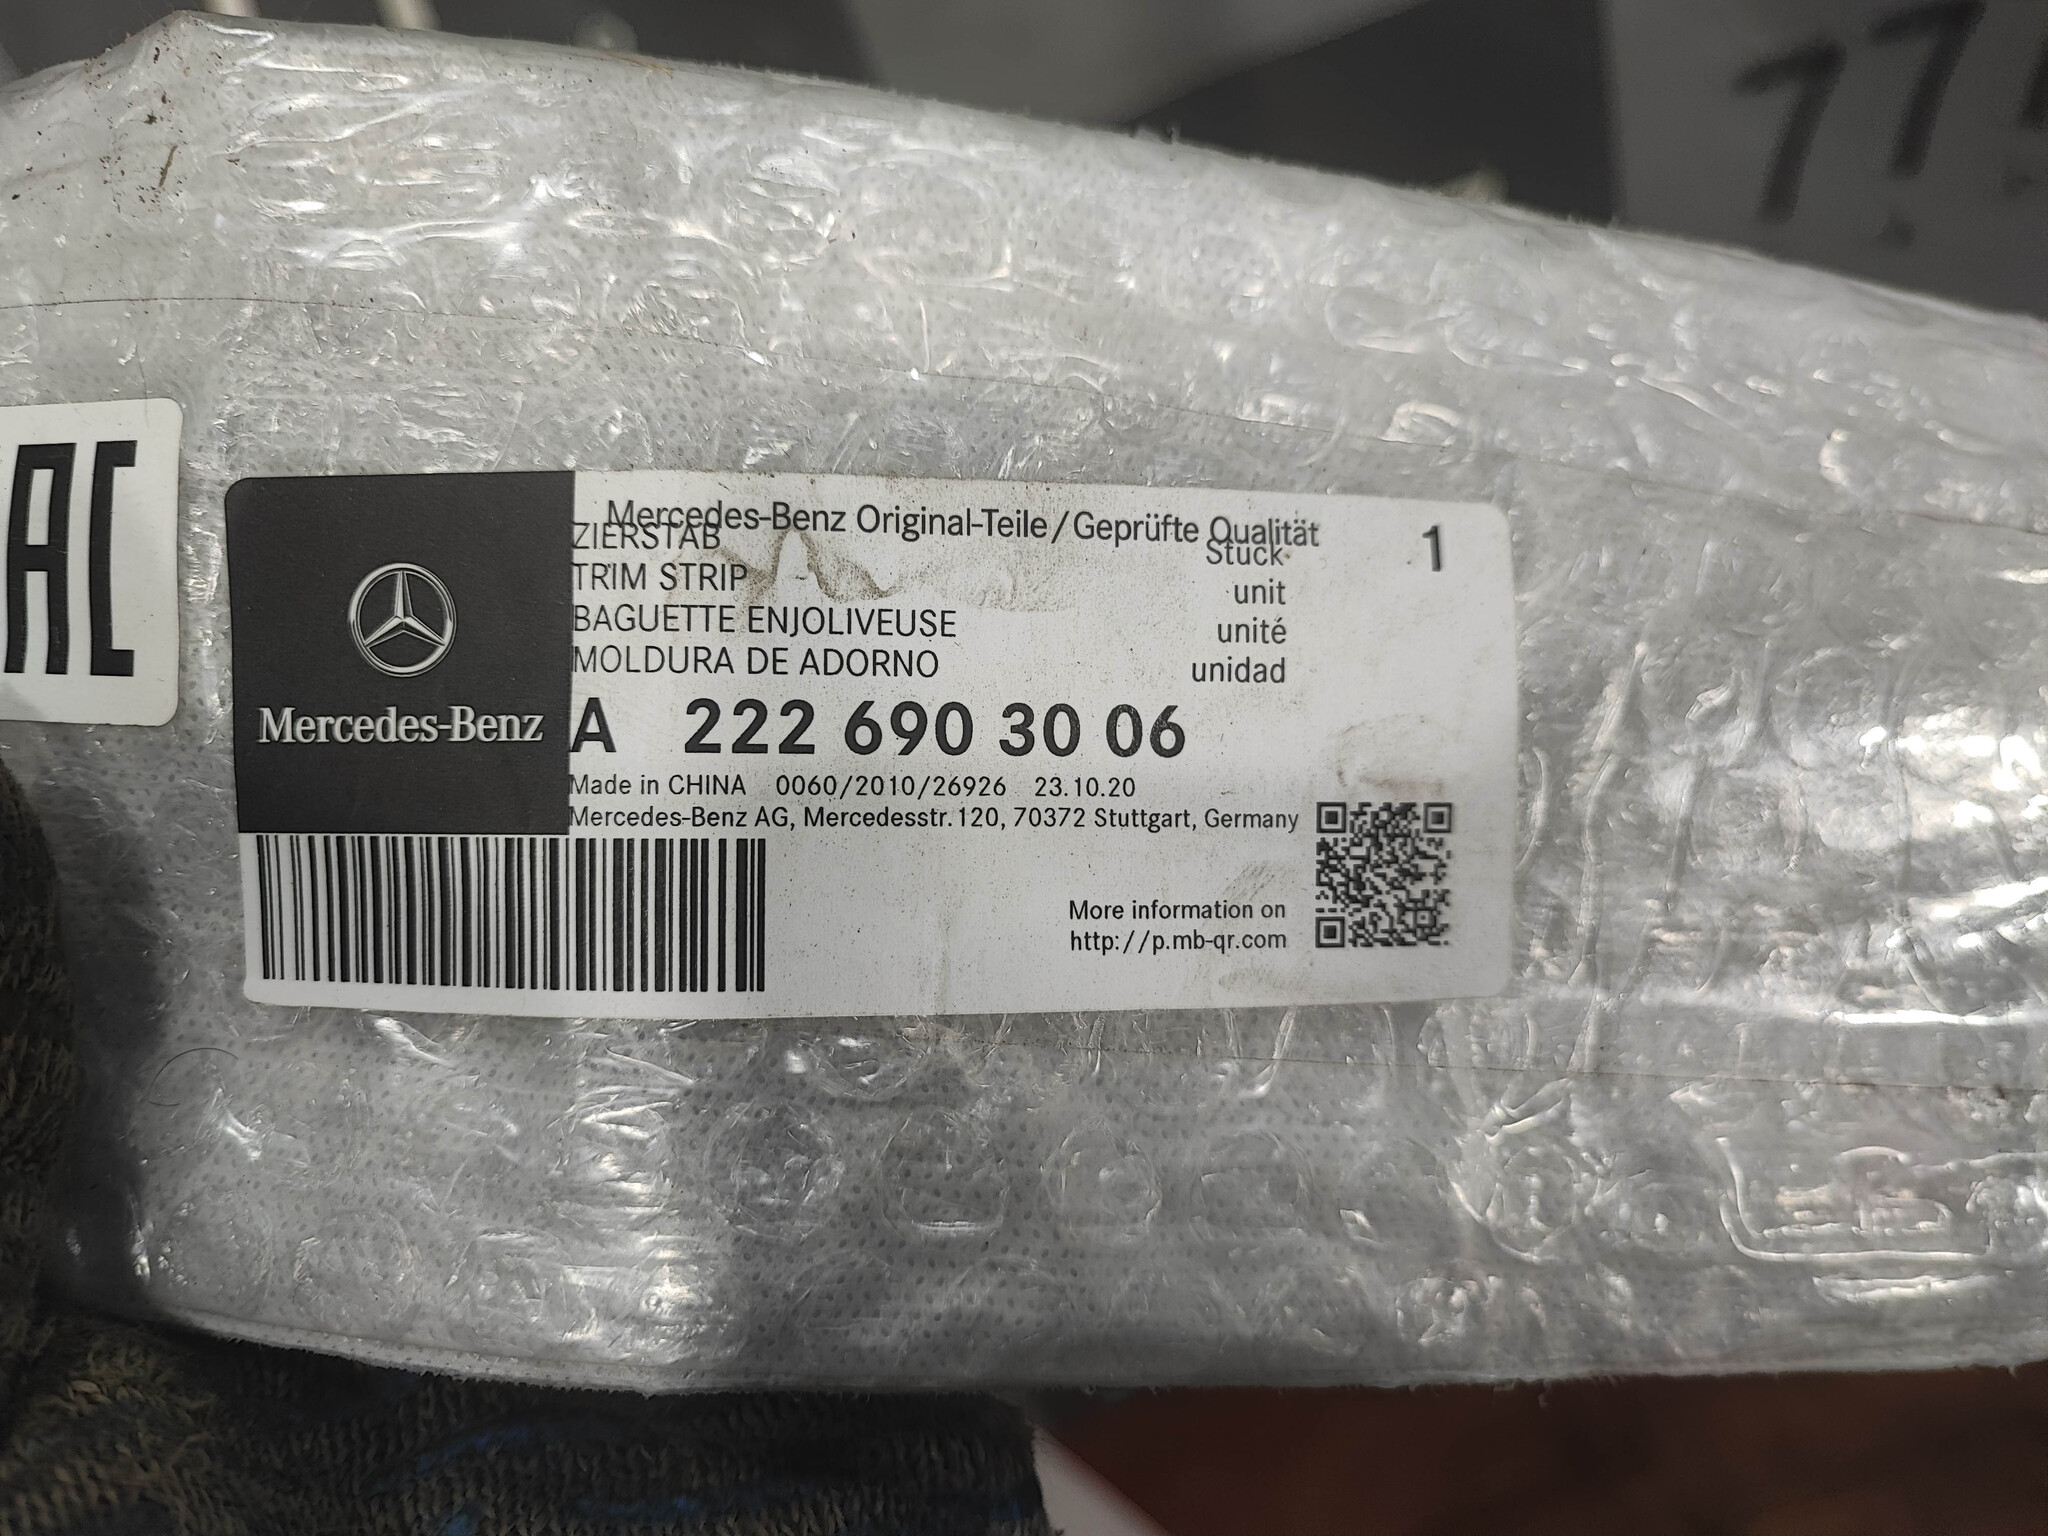 Mercedes-Benz Original-Teile/Geprüfte Qualität
ZIERSTAB Stück 1
TRIM STRIP unit
BAGUETTE ENJOLIVEUSE unité
MOLDURA DE ADORNO unidad
Mercedes-Benz
A 222 690 30 06
Made in CHINA 0060/2010/26926 23.10.20
Mercedes-Benz AG, Mercedesstr. 120, 70372 Stuttgart, Germany
More information on
http://p.mb-qr.com